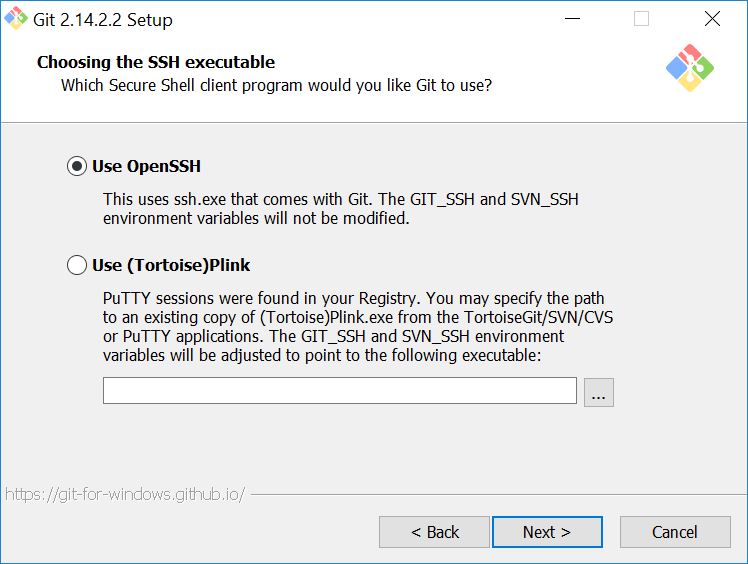 Git 2.14.2.2 Setup
Choosing the SSH executable
Which Secure Shell client program would you like Git to use?
Use OpenSSH
This uses ssh.exe that comes with Git. The GIT_SSH and SVN_SSH
environment variables will not be modified.
Use (Tortoise)Plink
PuTTY sessions were found in your Registry. You may specify the path
to an existing copy of (Tortoise)Plink.exe from the TortoiseGit/SVN/CVS
or PuTTY applications. The GIT_SSH and SVN_SSH environment
variables will be adjusted to point to the following executable:
...
https://git-for-windows.github.io/
< Back Next > Cancel